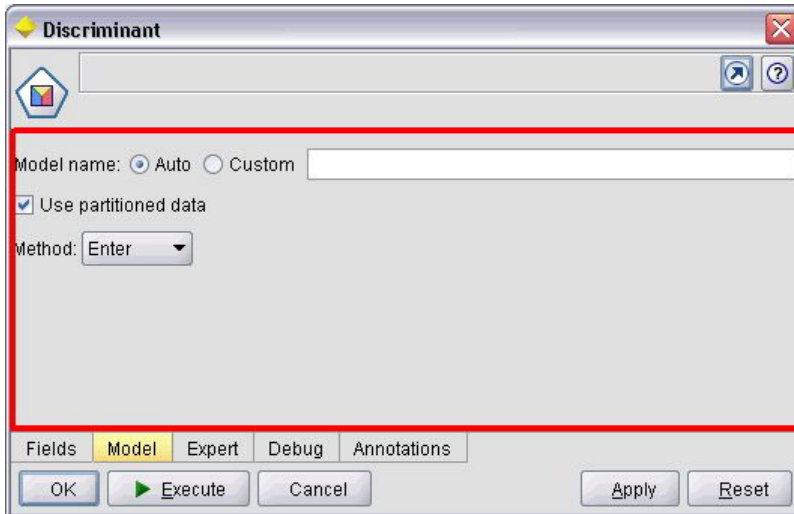 Discriminant
Model name: Auto Custom
Use partitioned data
Method: Enter
Fields Model Expert Debug Annotations
OK Execute Cancel Apply Reset